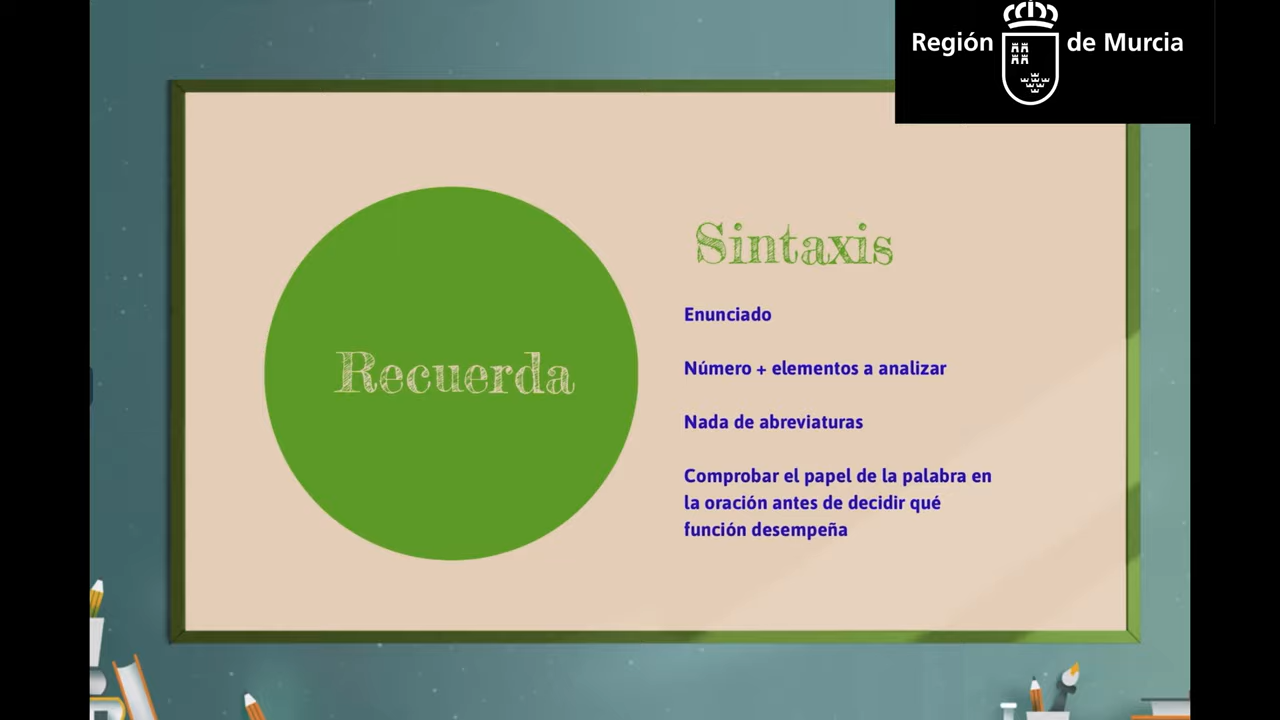 Región de Murcia
Recuerda
Sintaxis
Enunciado
Número + elementos a analizar
Nada de abreviaturas
Comprobar el papel de la palabra en
la oración antes de decidir qué
función desempeña